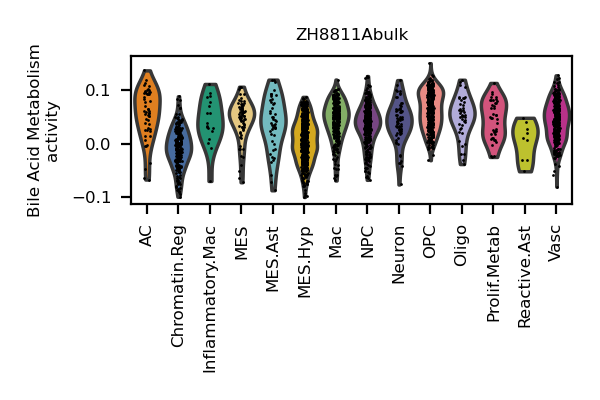 ZH8811Abulk
Bile Acid Metabolism
activity
0.1
0.0
−0.1
AC
Chromatin.Reg
Inflammatory.Mac
MES
MES.Ast
MES.Hyp
Mac
NPC
Neuron
OPC
Oligo
Prolif.Metab
Reactive.Ast
Vasc